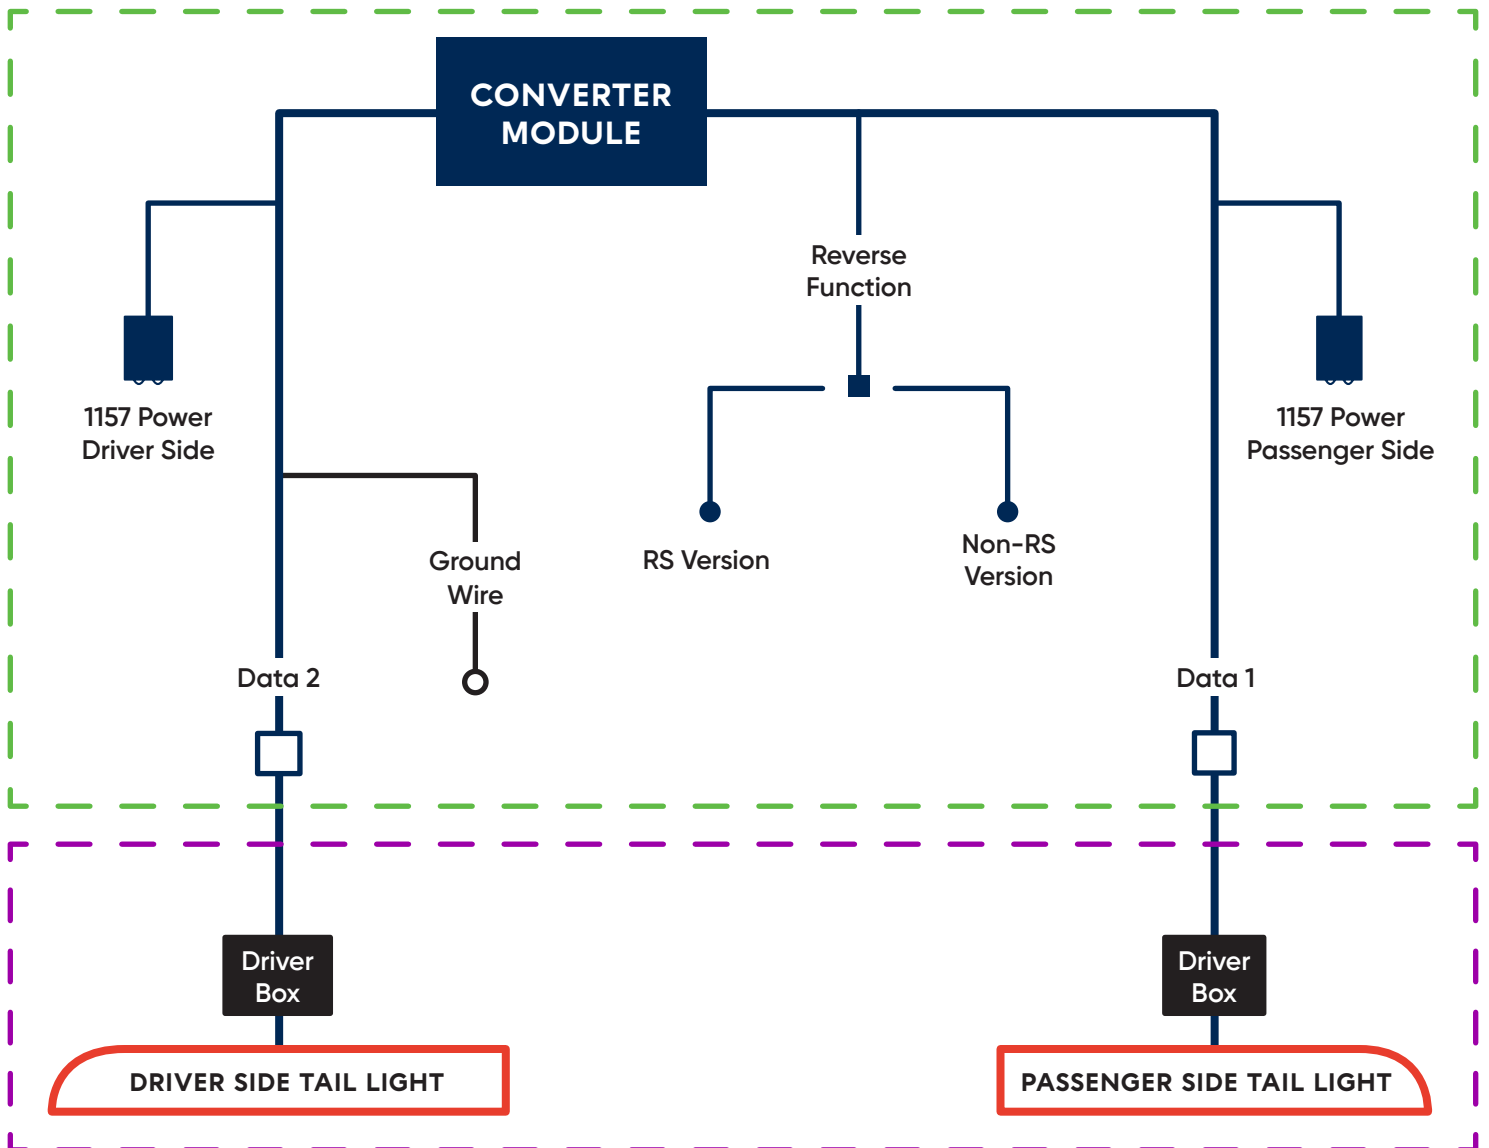 CONVERTER
MODULE
Reverse
Function
1157 Power
Driver Side
1157 Power
Passenger Side
Ground
Wire
RS Version
Non-RS
Version
Data 2
Data 1
Driver
Box
Driver
Box
DRIVER SIDE TAIL LIGHT
PASSENGER SIDE TAIL LIGHT